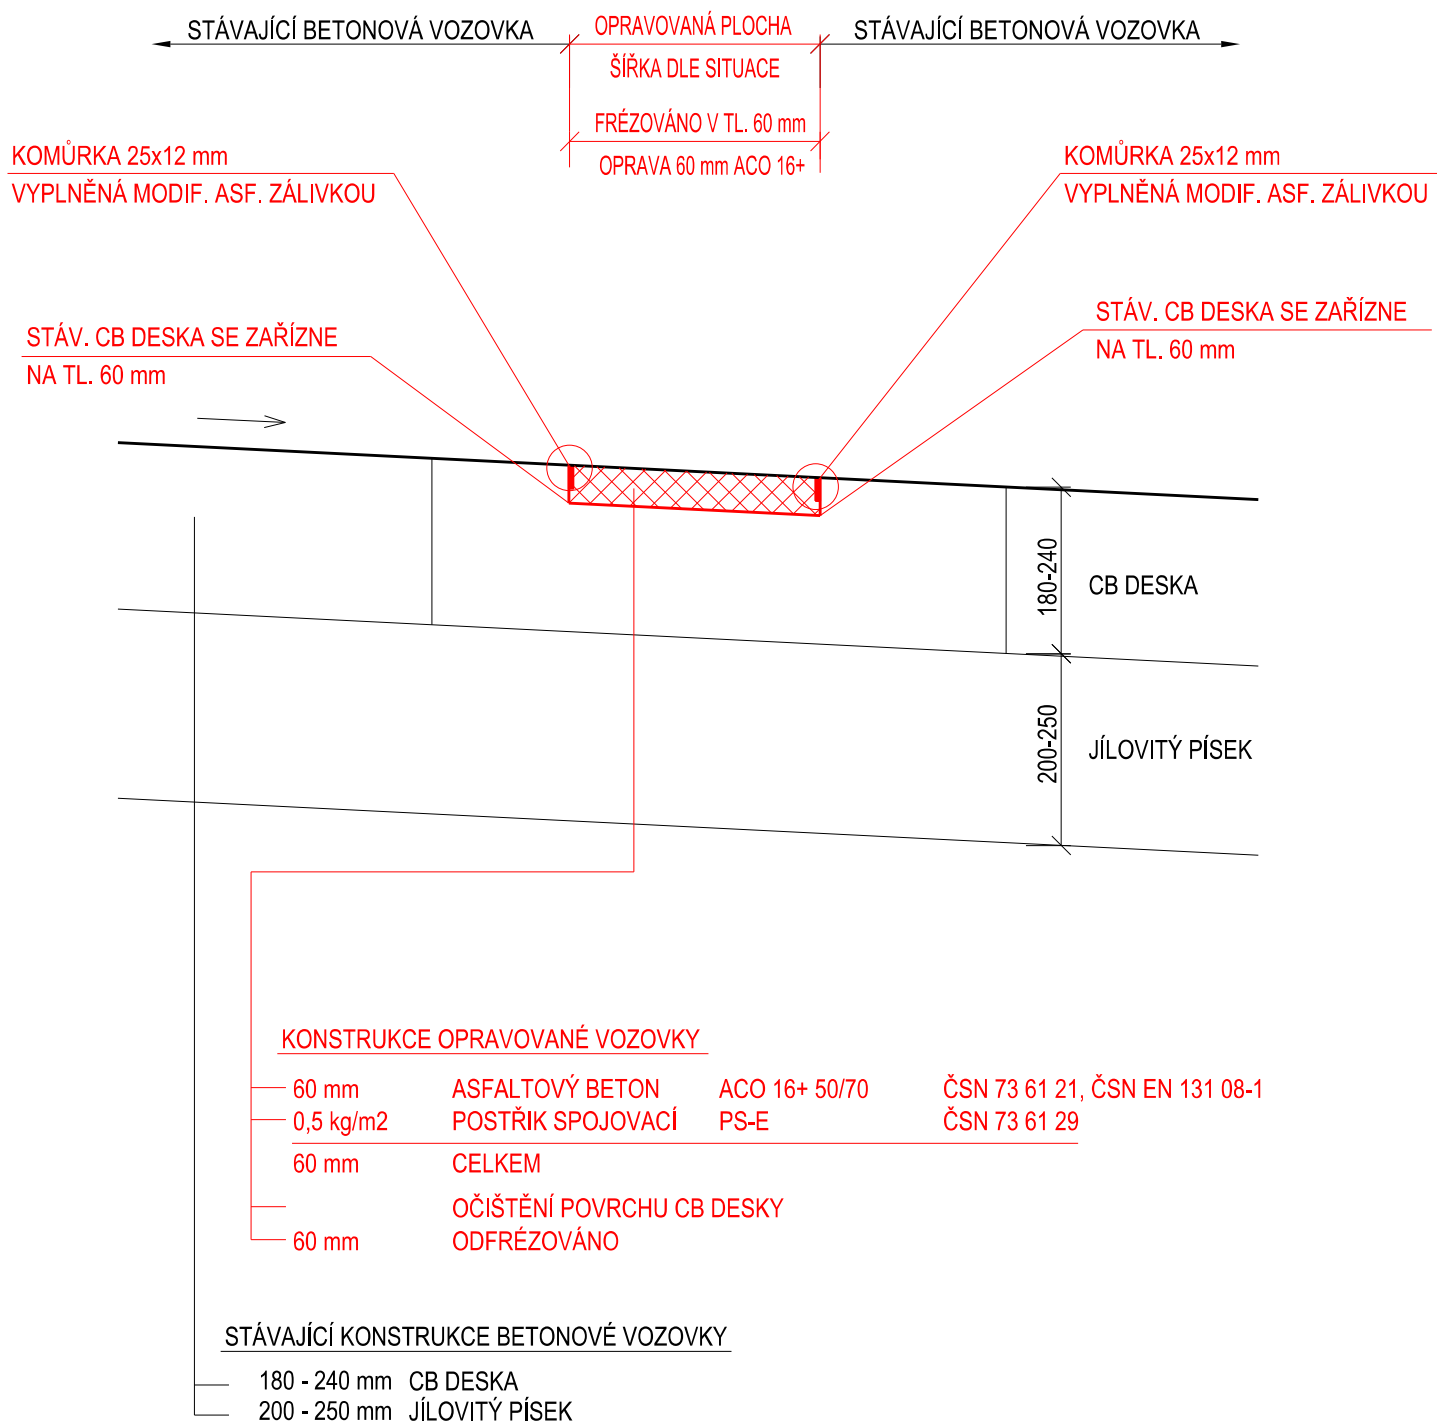 STÁVAJÍCÍ BETONOVÁ VOZOVKA
OPRAVOVANÁ PLOCHA
STÁVAJÍCÍ BETONOVÁ VOZOVKA
ŠÍŘKA DLE SITUACE
FRÉZOVÁNO V TL. 60 mm
OPRAVA 60 mm ACO 16+
KOMŮRKA 25x12 mm
VYPLNĚNÁ MODIF. ASF. ZÁLIVKOU
KOMŮRKA 25x12 mm
VYPLNĚNÁ MODIF. ASF. ZÁLIVKOU
STÁV. CB DESKA SE ZAŘÍZNE
NA TL. 60 mm
STÁV. CB DESKA SE ZAŘÍZNE
NA TL. 60 mm
180-240
CB DESKA
200-250
JÍLOVITÝ PÍSEK
KONSTRUKCE OPRAVOVANÉ VOZOVKY
60 mm ASFALTOVÝ BETON ACO 16+ 50/70 ČSN 73 61 21, ČSN EN 131 08-1
0,5 kg/m2 POSTŘIK SPOJOVACÍ PS-E ČSN 73 61 29
60 mm CELKEM
OČIŠTĚNÍ POVRCHU CB DESKY
60 mm ODFRÉZOVÁNO
STÁVAJÍCÍ KONSTRUKCE BETONOVÉ VOZOVKY
180 - 240 mm CB DESKA
200 - 250 mm JÍLOVITÝ PÍSEK